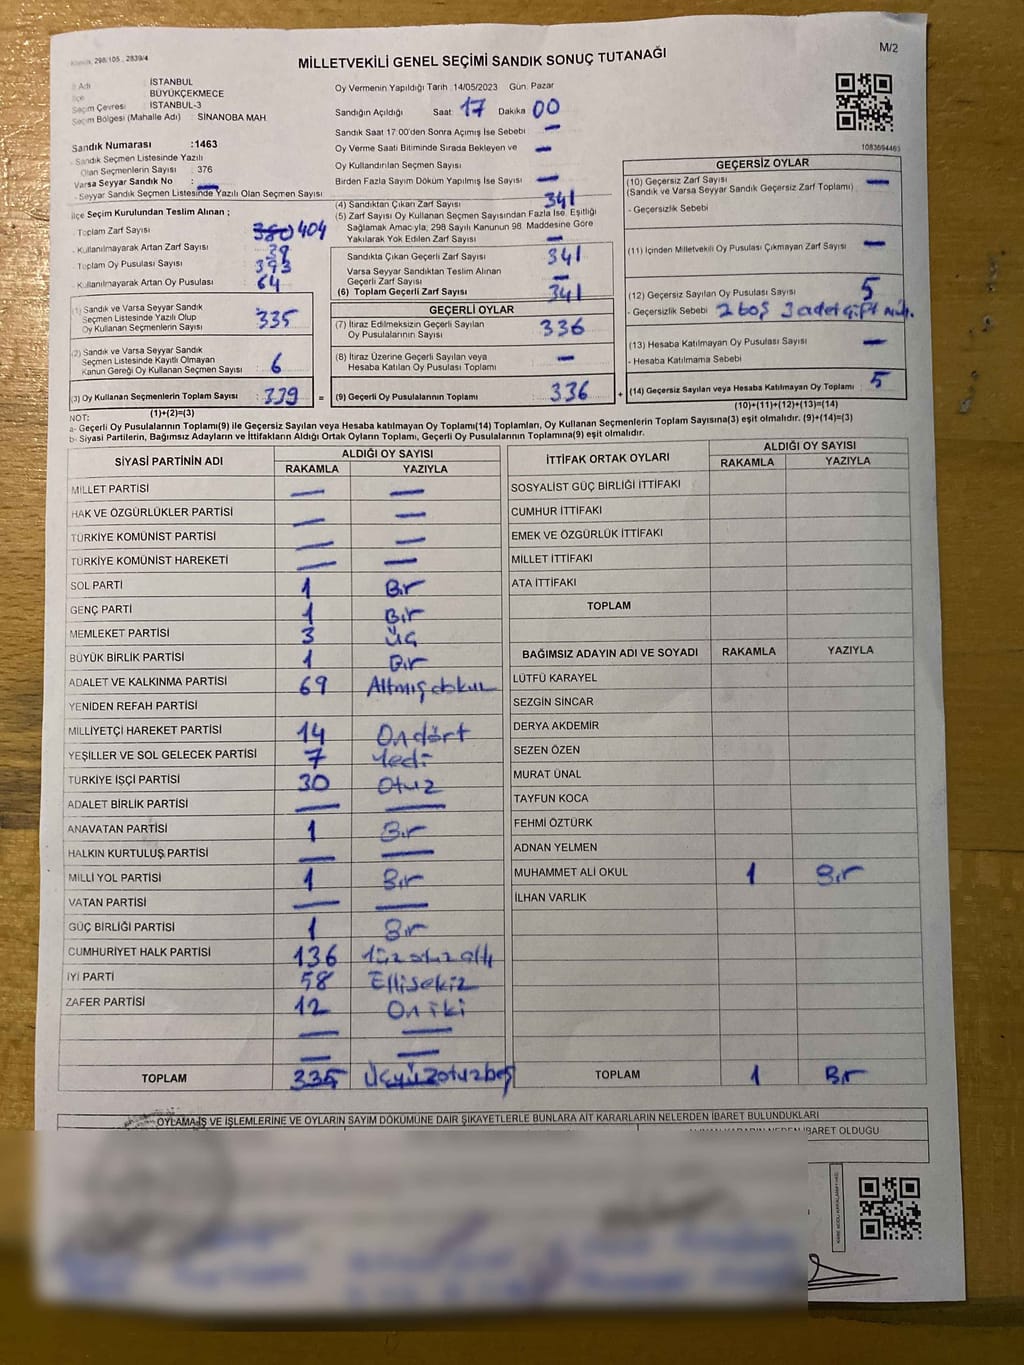 Kanun, 298/105 , 2839/4
M/2
MİLLETVEKİLİ GENEL SEÇİMİ SANDIK SONUÇ TUTANAĞI
İl Adı : İSTANBUL
İlçe : BÜYÜKÇEKMECE
Seçim Çevresi : İSTANBUL-3
Seçim Bölgesi (Mahalle Adı) : SİNANOBA MAH
Oy Vermenin Yapıldığı Tarih :14/05/2023 Gün: Pazar
Sandığın Açıldığı Saat: 17 Dakika 00
Sandık Saat 17 00'den Sonra Açımış İse Sebebi —
Oy Verme Saati Bitiminde Sırada Bekleyen ve —
Oy Kullandırılan Seçmen Sayısı
Birden Fazla Sayım Döküm Yapılmış İse Sayısı —
1083694463
Sandık Numarası :1463
- Sandık Seçmen Listesinde Yazılı
Olan Seçmenlerin Sayısı : 376
Varsa Seyyar Sandık No : —
- Seyyar Sandık Seçmen Listesinde Yazılı Olan Seçmen Sayısı
İlçe Seçim Kurulundan Teslim Alınan ;
- Toplam Zarf Sayısı : 380 404
- Kullanılmayarak Artan Zarf Sayısı : 39
- Toplam Oy Pusulası Sayısı : 393
- Kullanılmayarak Artan Oy Pusulası : 64
(1) Sandık ve Varsa Seyyar Sandık
Seçmen Listesinde Yazılı Olup
Oy Kullanan Seçmenlerin Sayısı : 335
(2) Sandık ve Varsa Seyyar Sandık
Seçmen Listesinde Kayıtlı Olmayan
Kanun Gereği Oy Kullanan Seçmen Sayısı : 6
(3) Oy Kullanan Seçmenlerin Toplam Sayısı : 339 =
(1)+(2)=(3)
(4) Sandıktan Çıkan Zarf Sayısı 341
(5) Zarf Sayısı Oy Kullanan Seçmen Sayısından Fazla İse, Eşitliği
Sağlamak Amacıyla; 298 Sayılı Kanunun 98. Maddesine Göre
Yakılarak Yok Edilen Zarf Sayısı —
Sandıkta Çıkan Geçerli Zarf Sayısı 341
Varsa Seyyar Sandıktan Teslim Alınan
Geçerli Zarf Sayısı —
(6) Toplam Geçerli Zarf Sayısı 341
GEÇERLİ OYLAR
(7) İtiraz Edilmeksizin Geçerli Sayılan
Oy Pusulalarının Sayısı 336
(8) İtiraz Üzerine Geçerli Sayılan veya
Hesaba Katılan Oy Pusulası Toplamı —
(9) Geçerli Oy Pusulalarının Toplamı 336 +
GEÇERSİZ OYLAR
(10) Geçersiz Zarf Sayısı —
(Sandık ve Varsa Seyyar Sandık Geçersiz Zarf Toplamı)
- Geçersizlik Sebebi
(11) İçinden Milletvekili Oy Pusulası Çıkmayan Zarf Sayısı —
(12) Geçersiz Sayılan Oy Pusulası Sayısı 5
- Geçersizlik Sebebi 2 boş 3 adet çift müh.
(13) Hesaba Katılmayan Oy Pusulası Sayısı —
- Hesaba Katılmama Sebebi
(14) Geçersiz Sayılan veya Hesaba Katılmayan Oy Toplamı 5
(10)+(11)+(12)+(13)=(14)
NOT:
a- Geçerli Oy Pusulalarının Toplamı(9) ile Geçersiz Sayılan veya Hesaba katılmayan Oy Toplamı(14) Toplamları, Oy Kullanan Seçmenlerin Toplam Sayısına(3) eşit olmalıdır. (9)+(14)=(3)
b- Siyasi Partilerin, Bağımsız Adayların ve İttifakların Aldığı Ortak Oyların Toplamı, Geçerli Oy Pusulalarının Toplamına(9) eşit olmalıdır.
SİYASİ PARTİNİN ADI
ALDIĞI OY SAYISI
RAKAMLA YAZIYLA
MİLLET PARTİSİ — —
HAK VE ÖZGÜRLÜKLER PARTİSİ — —
TÜRKİYE KOMÜNİST PARTİSİ — —
TÜRKİYE KOMÜNİST HAREKETİ — —
SOL PARTİ 1 Bir
GENÇ PARTİ 1 Bir
MEMLEKET PARTİSİ 3 Üç
BÜYÜK BİRLİK PARTİSİ 1 Bir
ADALET VE KALKINMA PARTİSİ 69 Altmışdokuz
YENİDEN REFAH PARTİSİ
MİLLİYETÇİ HAREKET PARTİSİ 14 Ondört
YEŞİLLER VE SOL GELECEK PARTİSİ 7 Yedi
TÜRKİYE İŞÇİ PARTİSİ 30 Otuz
ADALET BİRLİK PARTİSİ — —
ANAVATAN PARTİSİ 1 Bir
HALKIN KURTULUŞ PARTİSİ — —
MİLLİ YOL PARTİSİ 1 Bir
VATAN PARTİSİ — —
GÜÇ BİRLİĞİ PARTİSİ 1 Bir
CUMHURİYET HALK PARTİSİ 136 Yüzotuzaltı
İYİ PARTİ 58 Ellisekiz
ZAFER PARTİSİ 12 Oniki
— —
— —
TOPLAM 335 Üçyüzotuzbeş
İTTİFAK ORTAK OYLARI
ALDIĞI OY SAYISI
RAKAMLA YAZIYLA
SOSYALİST GÜÇ BİRLİĞİ İTTİFAKI
CUMHUR İTTİFAKI
EMEK VE ÖZGÜRLÜK İTTİFAKI
MİLLET İTTİFAKI
ATA İTTİFAKI
TOPLAM
BAĞIMSIZ ADAYIN ADI VE SOYADI RAKAMLA YAZIYLA
LÜTFÜ KARAYEL
SEZGİN SİNCAR
DERYA AKDEMİR
SEZEN ÖZEN
MURAT ÜNAL
TAYFUN KOCA
FEHMİ ÖZTÜRK
ADNAN YELMEN
MUHAMMET ALİ OKUL 1 Bir
İLHAN VARLIK
TOPLAM 1 Bir
OYLAMA İŞ VE İŞLEMLERİNE VE OYLARIN SAYIM DÖKÜMÜNE DAİR ŞİKAYETLERLE BUNLARA AİT KARARLARIN NELERDEN İBARET BULUNDUKLARI
İBARET OLDUĞU